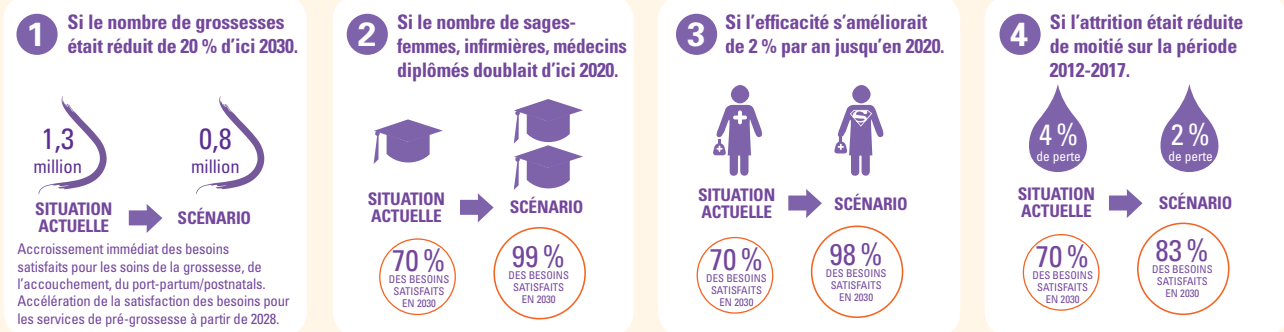 1
Si le nombre de grossesses
était réduit de 20 % d'ici 2030.
1,3
million
0,8
million
SITUATION
ACTUELLE
SCÉNARIO
Accroissement immédiat des besoins
satisfaits pour les soins de la grossesse, de
l'accouchement, du port-partum/postnatals.
Accélération de la satisfaction des besoins pour
les services de pré-grossesse à partir de 2028.
2
Si le nombre de sages-
femmes, infirmières, médecins
diplômés doublait d'ici 2020.
SITUATION
ACTUELLE
SCÉNARIO
70 %
DES BESOINS
SATISFAITS
EN 2030
99 %
DES BESOINS
SATISFAITS
EN 2030
3
Si l'efficacité s'améliorait
de 2 % par an jusqu'en 2020.
S
SITUATION
ACTUELLE
SCÉNARIO
70 %
DES BESOINS
SATISFAITS
EN 2030
98 %
DES BESOINS
SATISFAITS
EN 2030
4
Si l'attrition était réduite
de moitié sur la période
2012-2017.
4 %
de perte
2 %
de perte
SITUATION
ACTUELLE
SCÉNARIO
70 %
DES BESOINS
SATISFAITS
EN 2030
83 %
DES BESOINS
SATISFAITS
EN 2030